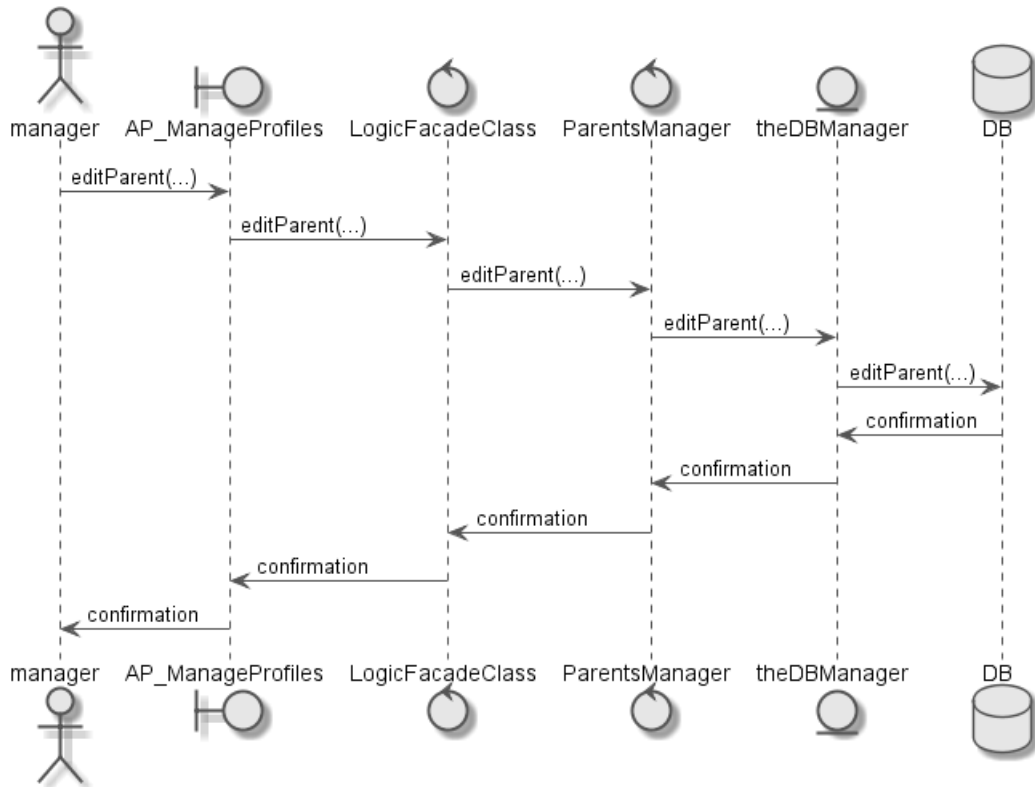 manager AP_ManageProfiles LogicFacadeClass ParentsManager theDBManager DB
editParent(...)
editParent(...)
editParent(...)
editParent(...)
editParent(...)
confirmation
confirmation
confirmation
confirmation
confirmation
manager AP_ManageProfiles LogicFacadeClass ParentsManager theDBManager DB